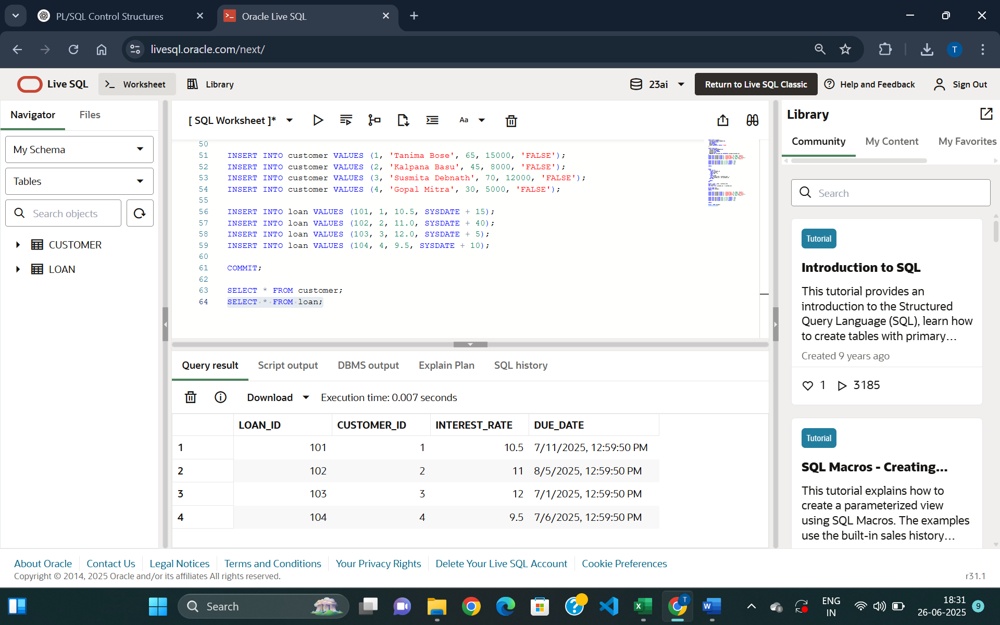 PL/SQL Control Structures
Oracle Live SQL
livesql.oracle.com/next/
T
Live SQL
Worksheet
Library
23ai
Return to Live SQL Classic
Help and Feedback
Sign Out
Navigator
Files
My Schema
Tables
Search objects
CUSTOMER
LOAN
[ SQL Worksheet ]*
Aa
50
51 INSERT INTO customer VALUES (1, 'Tanima Bose', 65, 15000, 'FALSE');
52 INSERT INTO customer VALUES (2, 'Kalpana Basu', 45, 8000, 'FALSE');
53 INSERT INTO customer VALUES (3, 'Susmita Debnath', 70, 12000, 'FALSE');
54 INSERT INTO customer VALUES (4, 'Gopal Mitra', 30, 5000, 'FALSE');
55
56 INSERT INTO loan VALUES (101, 1, 10.5, SYSDATE + 15);
57 INSERT INTO loan VALUES (102, 2, 11.0, SYSDATE + 40);
58 INSERT INTO loan VALUES (103, 3, 12.0, SYSDATE + 5);
59 INSERT INTO loan VALUES (104, 4, 9.5, SYSDATE + 10);
60
61 COMMIT;
62
63 SELECT * FROM customer;
64 SELECT * FROM loan;
Query result
Script output
DBMS output
Explain Plan
SQL history
Download
Execution time: 0.007 seconds
LOAN_ID CUSTOMER_ID INTEREST_RATE DUE_DATE
1 101 1 10.5 7/11/2025, 12:59:50 PM
2 102 2 11 8/5/2025, 12:59:50 PM
3 103 3 12 7/1/2025, 12:59:50 PM
4 104 4 9.5 7/6/2025, 12:59:50 PM
Library
Community
My Content
My Favorites
Search
Tutorial
Introduction to SQL
This tutorial provides an
introduction to the Structured
Query Language (SQL), learn how
to create tables with primary...
Created 9 years ago
1
3185
Tutorial
SQL Macros - Creating...
This tutorial explains how to
create a parameterized view
using SQL Macros. The examples
use the built-in sales history...
About Oracle
Contact Us
Legal Notices
Terms and Conditions
Your Privacy Rights
Delete Your Live SQL Account
Cookie Preferences
Copyright © 2014, 2025 Oracle and/or its affiliates All rights reserved.
r31.1
Search
T
ENG
IN
18:31
26-06-2025
9